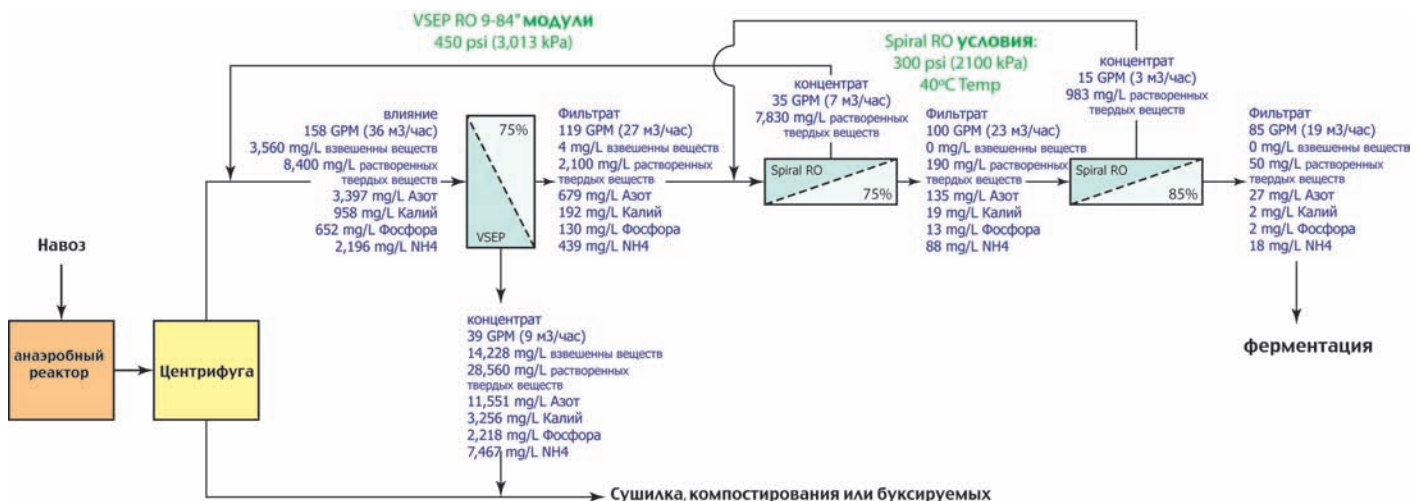 VSEP RO 9-84" модули
450 psi (3,013 kPa)
Spiral RO условия:
300 psi (2100 kPa)
40ºC Temp
концентрат
15 GPM (3 м3/час)
983 mg/L растворенных
твердых веществ
концентрат
35 GPM (7 м3/час)
7,830 mg/L растворенных
твердых веществ
влияние
158 GPM (36 м3/час)
3,560 mg/L взвешенны веществ
8,400 mg/L растворенных
твердых веществ
3,397 mg/L Азот
958 mg/L Калий
652 mg/L Фосфора
2,196 mg/L NH4
75%
VSEP
Фильтрат
119 GPM (27 м3/час)
4 mg/L взвешенны веществ
2,100 mg/L растворенных
твердых веществ
679 mg/L Азот
192 mg/L Калий
130 mg/L Фосфора
439 mg/L NH4
Spiral RO
75%
Фильтрат
100 GPM (23 м3/час)
0 mg/L взвешенны веществ
190 mg/L растворенных
твердых веществ
135 mg/L Азот
19 mg/L Калий
13 mg/L Фосфора
88 mg/L NH4
Spiral RO
85%
Фильтрат
85 GPM (19 м3/час)
0 mg/L взвешенны веществ
50 mg/L растворенных
твердых веществ
27 mg/L Азот
2 mg/L Калий
2 mg/L Фосфора
18 mg/L NH4
Навоз
анаэробный
реактор
Центрифуга
концентрат
39 GPM (9 м3/час)
14,228 mg/L взвешенны веществ
28,560 mg/L растворенных
твердых веществ
11,551 mg/L Азот
3,256 mg/L Калий
2,218 mg/L Фосфора
7,467 mg/L NH4
ферментация
Сушилка, компостирования или буксируемых